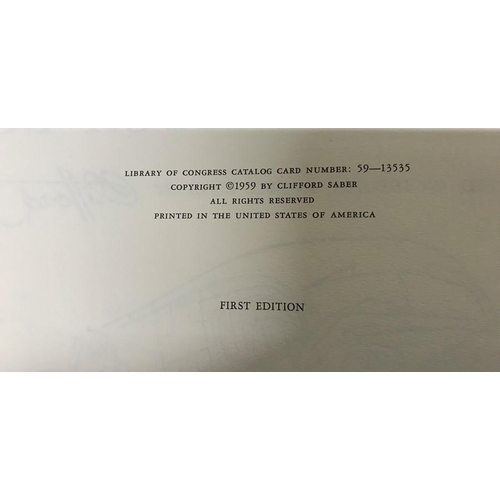 LIBRARY OF CONGRESS CATALOG CARD NUMBER: 59—13535
COPYRIGHT ©1959 BY CLIFFORD SABER
ALL RIGHTS RESERVED
PRINTED IN THE UNITED STATES OF AMERICA
FIRST EDITION